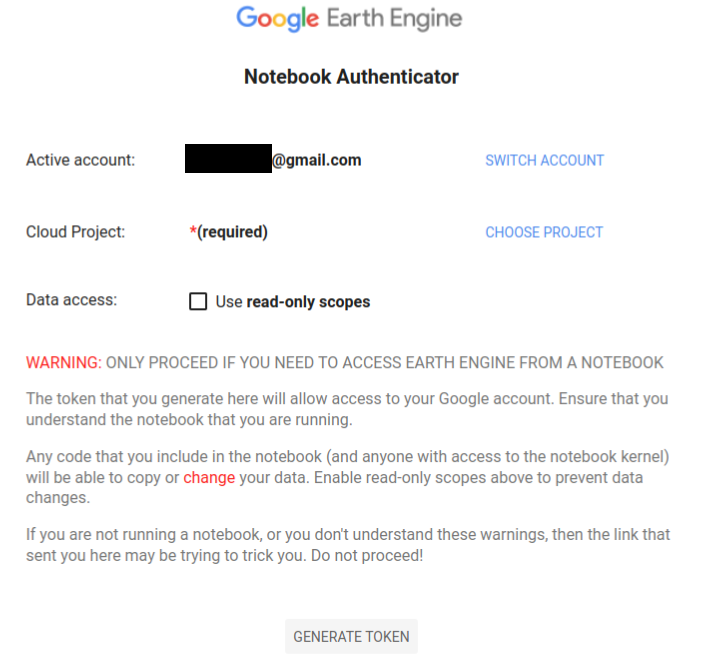 Google Earth Engine
Notebook Authenticator
Active account: @gmail.com SWITCH ACCOUNT
Cloud Project: *(required) CHOOSE PROJECT
Data access: Use read-only scopes
WARNING: ONLY PROCEED IF YOU NEED TO ACCESS EARTH ENGINE FROM A NOTEBOOK
The token that you generate here will allow access to your Google account. Ensure that you
understand the notebook that you are running.
Any code that you include in the notebook (and anyone with access to the notebook kernel)
will be able to copy or change your data. Enable read-only scopes above to prevent data
changes.
If you are not running a notebook, or you don't understand these warnings, then the link that
sent you here may be trying to trick you. Do not proceed!
GENERATE TOKEN